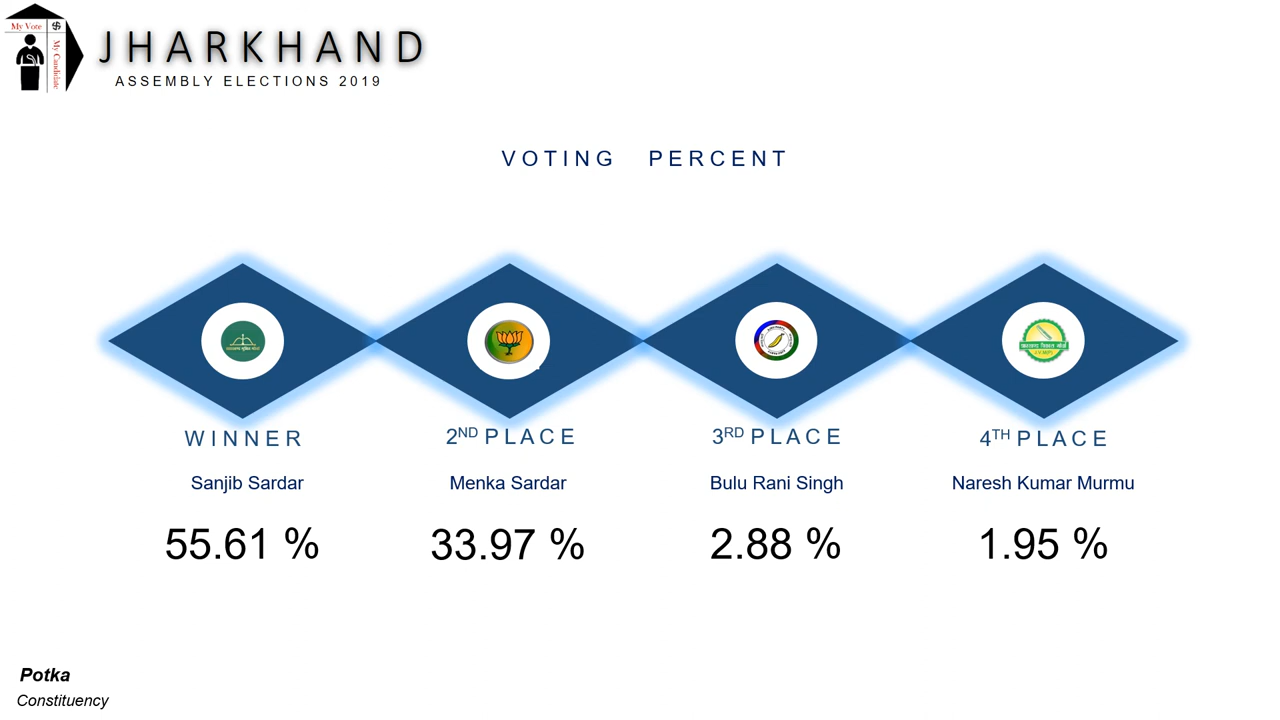 My Vote
My Candidate
JHARKHAND
ASSEMBLY ELECTIONS 2019
VOTING PERCENT
WINNER
2ND PLACE
3RD PLACE
4TH PLACE
Sanjib Sardar
Menka Sardar
Bulu Rani Singh
Naresh Kumar Murmu
55.61 %
33.97 %
2.88 %
1.95 %
Potka
Constituency